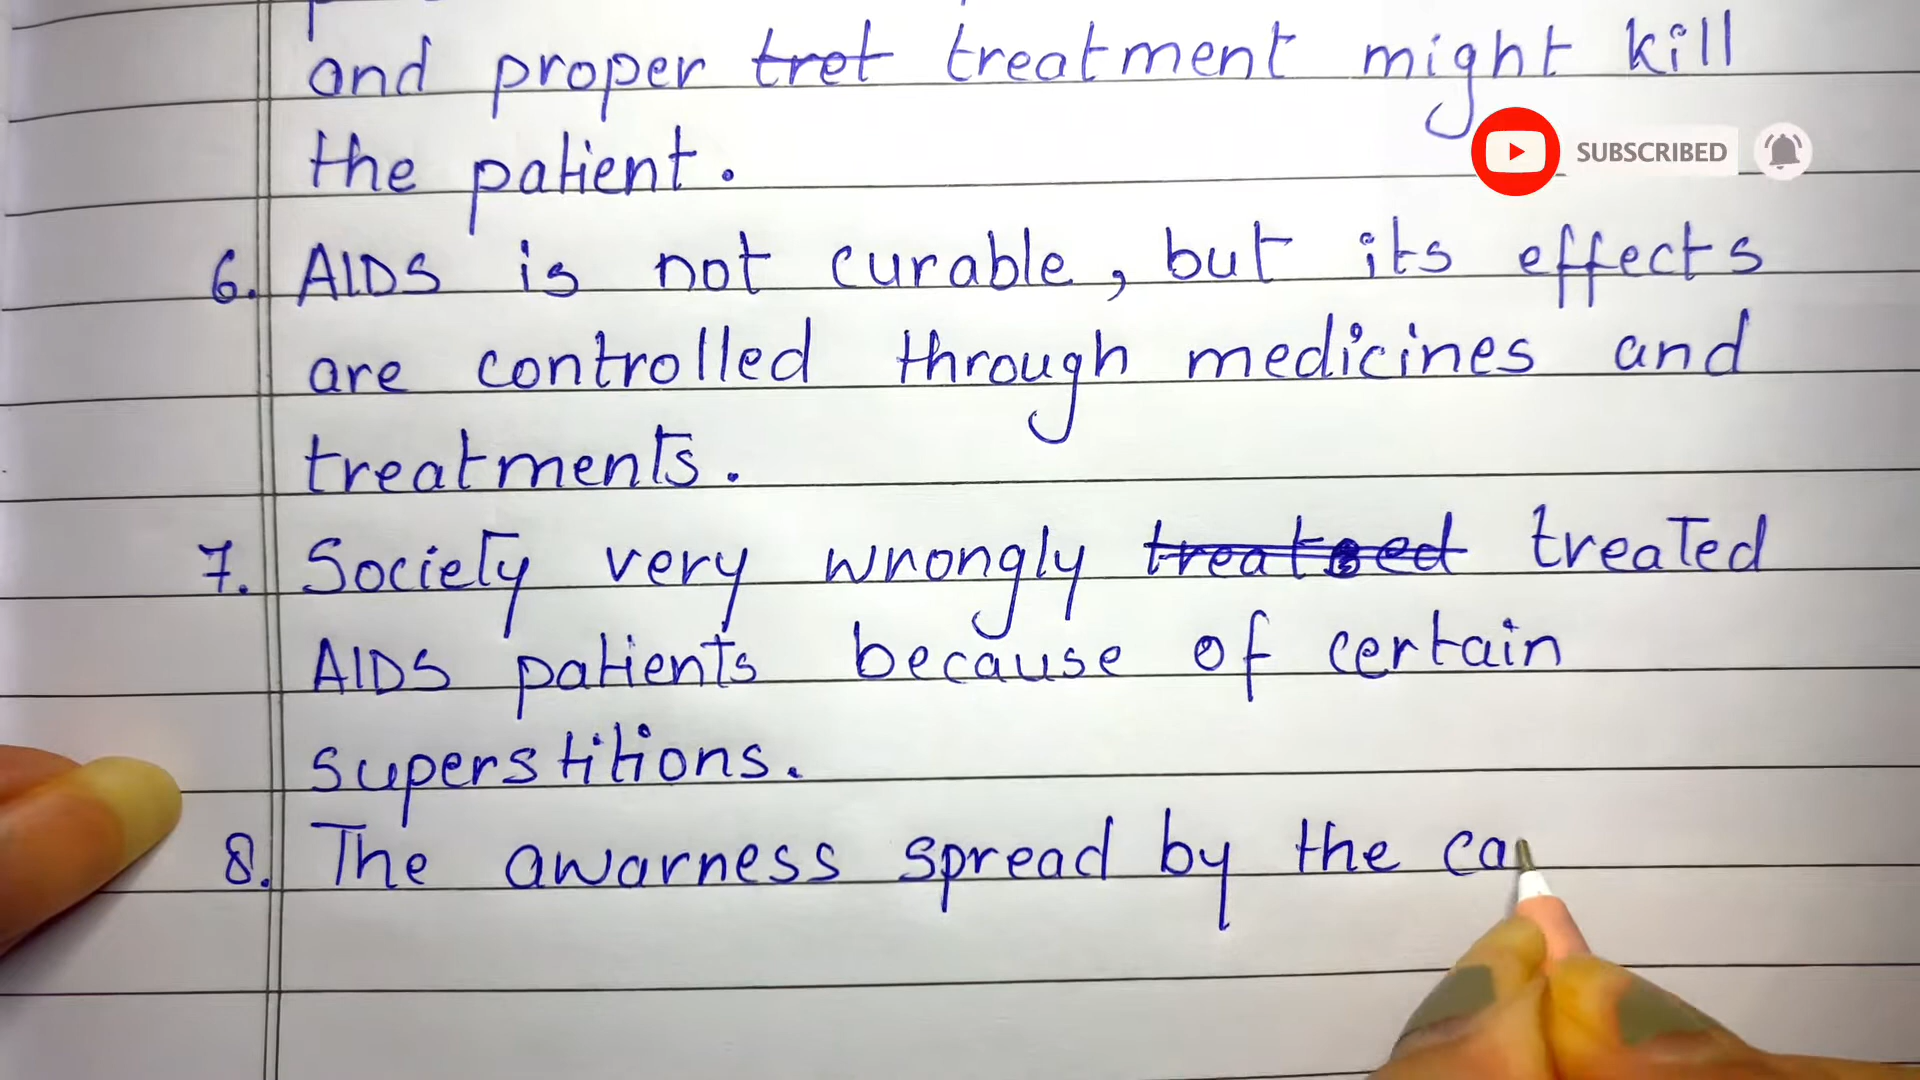 and proper tret treatment might kill
the patient.
SUBSCRIBED
6. AIDS is not curable, but its effects
are controlled through medicines and
treatments.
7. Society very wrongly treated treated
AIDS patients because of certain
superstitions.
8. The awarness spread by the ca